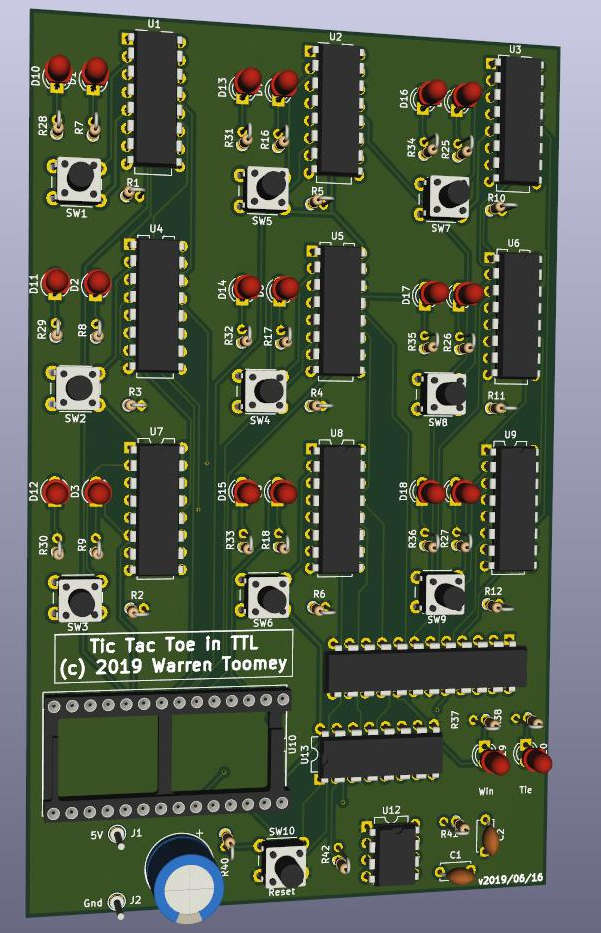 U1
U2
U3
D10
D13
D16
R28
R7
R31
R16
R34
R25
R1
R5
R10
SW1
SW5
SW7
U4
U5
U6
D11
D2
D14
D17
R29
R8
R32
R17
R35
R26
R3
R4
R11
SW2
SW4
SW8
U7
U8
U9
D12
D3
D15
D18
R30
R9
R33
R18
R36
R27
R2
R6
R12
SW3
SW6
SW9
Tic Tac Toe in TTL
(c) 2019 Warren Toomey
R37
U10
U13
Win
Tie
5V
J1
+
SW10
U12
R40
R42
C1
Reset
Gnd
J2
v2019/06/16